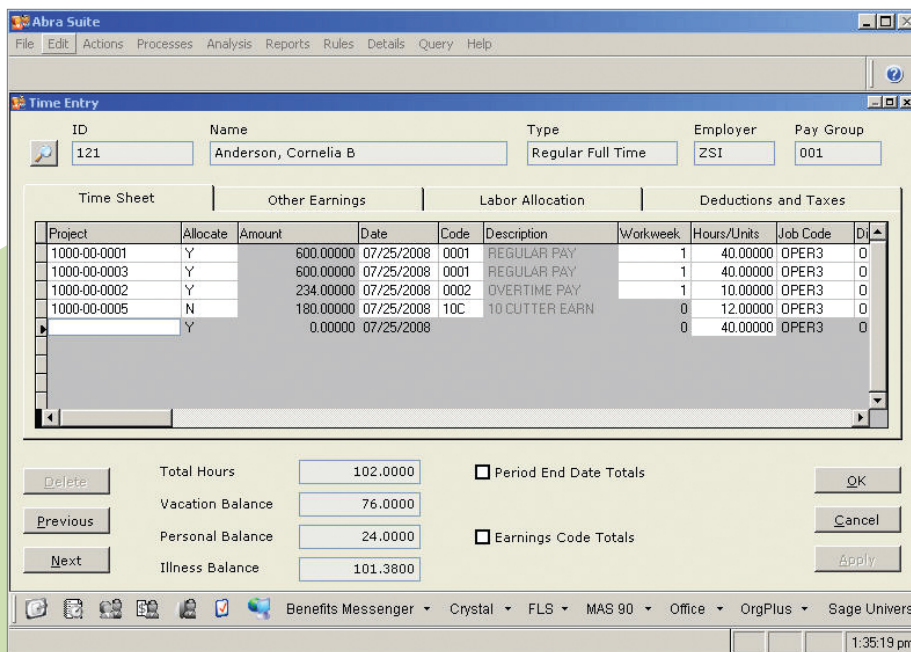 Abra Suite
File Edit Actions Processes Analysis Reports Rules Details Query Help
Time Entry
ID Name Type Employer Pay Group
121 Anderson, Cornelia B Regular Full Time ZSI 001
Time Sheet Other Earnings Labor Allocation Deductions and Taxes
Project Allocate Amount Date Code Description Workweek Hours/Units Job Code Di
1000-00-0001 Y 600.00000 07/25/2008 0001 REGULAR PAY 1 40.00000 OPER3 0
1000-00-0003 Y 600.00000 07/25/2008 0001 REGULAR PAY 1 40.00000 OPER3 0
1000-00-0002 Y 234.00000 07/25/2008 0002 OVERTIME PAY 1 10.00000 OPER3 0
1000-00-0005 N 180.00000 07/25/2008 10C 10 CUTTER EARN 0 12.00000 OPER3 0
Y 0.00000 07/25/2008 0 40.00000 OPER3 0
Delete Total Hours 102.0000 Period End Date Totals OK
Vacation Balance 76.0000
Previous Cancel
Personal Balance 24.0000 Earnings Code Totals
Next Apply
Illness Balance 101.3800
Benefits Messenger Crystal FLS MAS 90 Office OrgPlus Sage Univers
1:35:19 pm